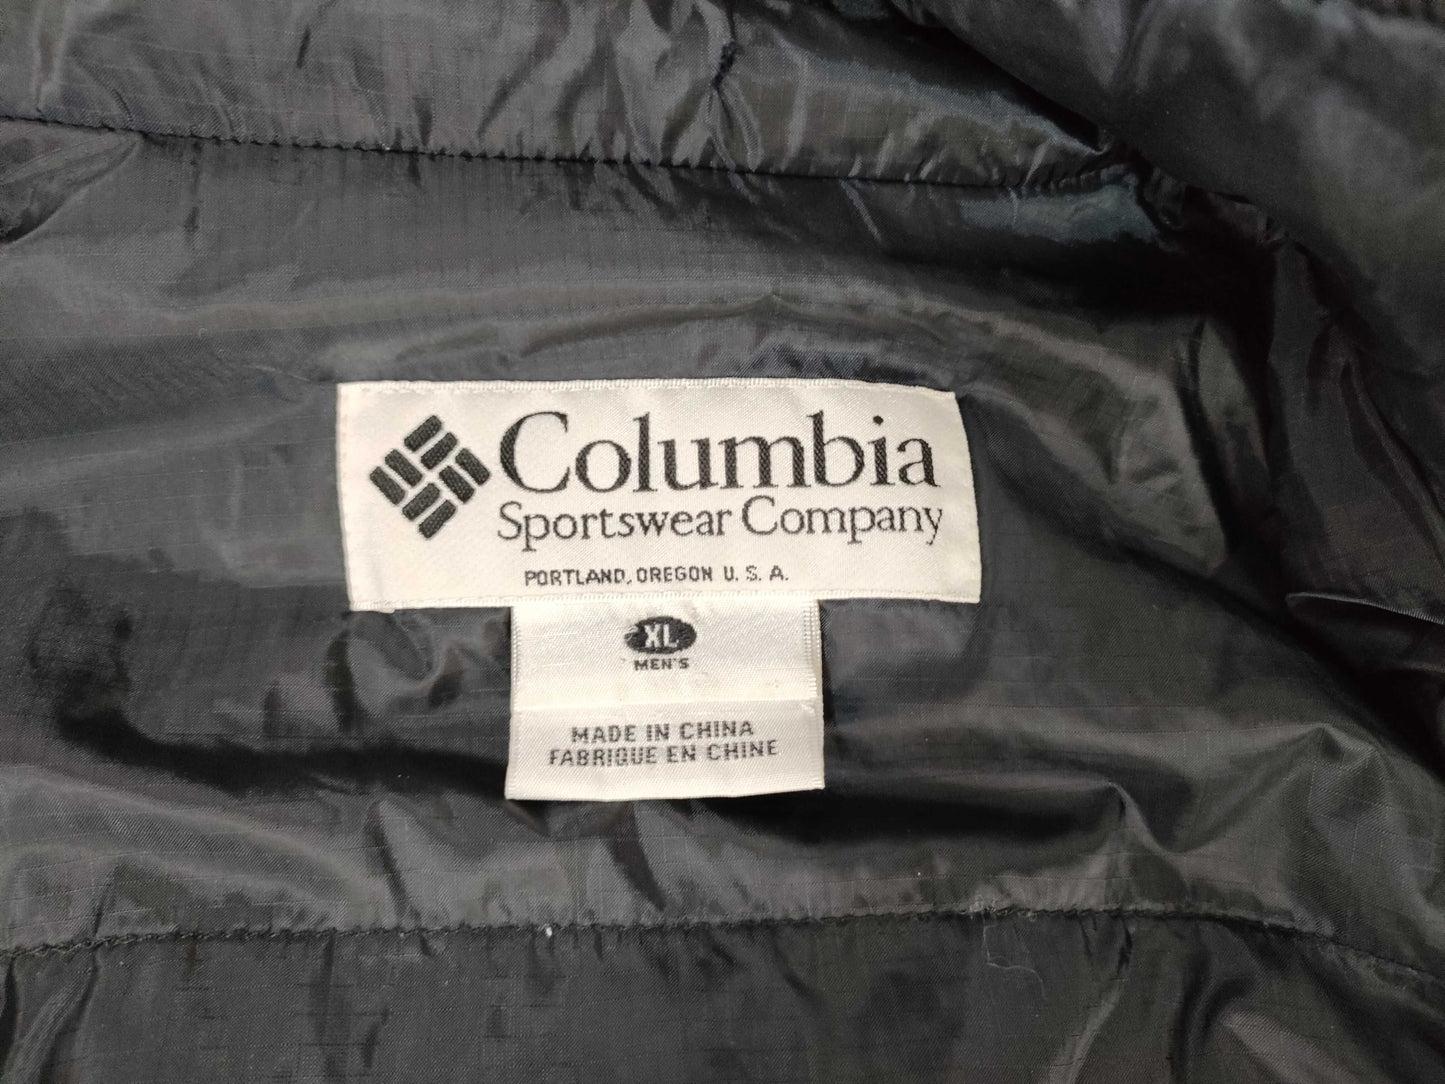 Columbia
Sportswear Company
PORTLAND, OREGON U. S. A.
XL
MEN'S
MADE IN CHINA
FABRIQUE EN CHINE